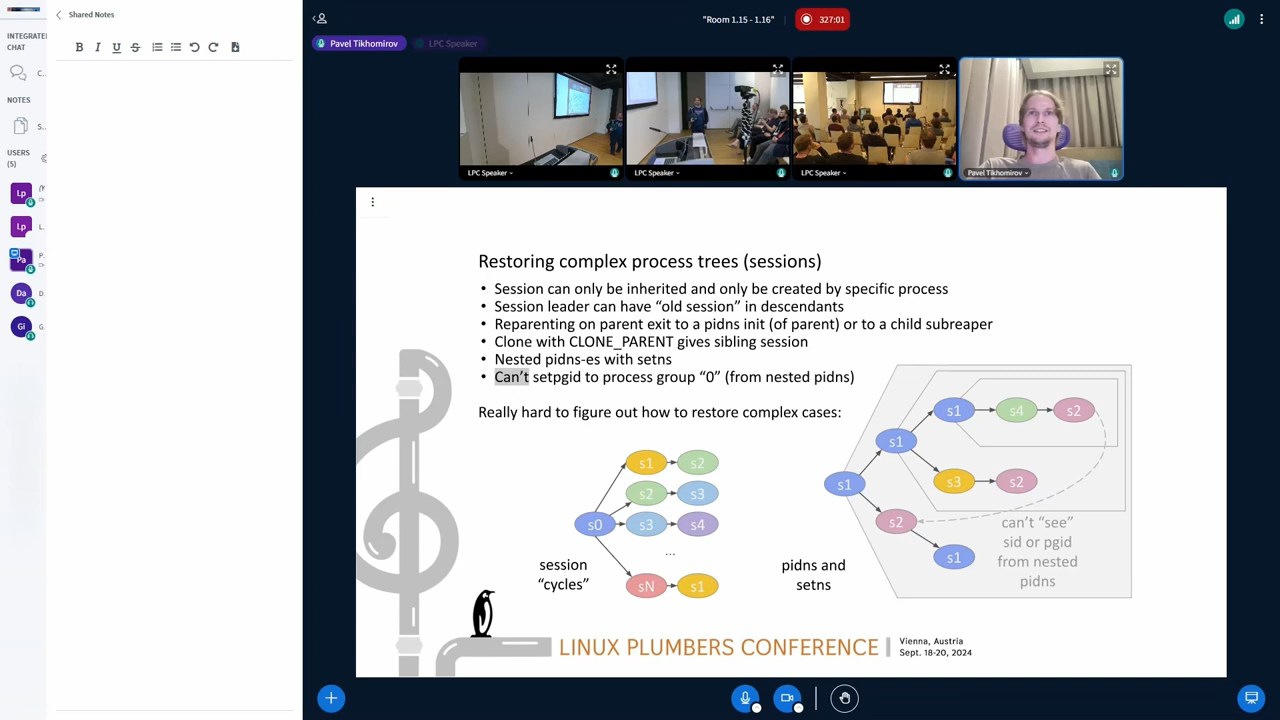 Shared Notes
INTEGRATE
CHAT
C...
NOTES
S...
USERS
(5)
L...
P...
D...
G...
Lp
Lp
Pa
Da
Gi
B I U S
"Room 1.15 - 1.16"
327:01
Pavel Tikhomirov
LPC Speaker
LPC Speaker
LPC Speaker
LPC Speaker
Pavel Tikhomirov
Restoring complex process trees (sessions)
• Session can only be inherited and only be created by specific process
• Session leader can have “old session” in descendants
• Reparenting on parent exit to a pidns init (of parent) or to a child subreaper
• Clone with CLONE_PARENT gives sibling session
• Nested pidns-es with setns
• Can’t setpgid to process group “0” (from nested pidns)
Really hard to figure out how to restore complex cases:
s1 s2
s2 s3
s0 s3 s4
...
sN s1
session
“cycles”
s1 s4 s2
s1
s1 s3 s2
s2
s1
can’t “see”
sid or pgid
from nested
pidns
pidns and
setns
LINUX PLUMBERS CONFERENCE
Vienna, Austria
Sept. 18-20, 2024